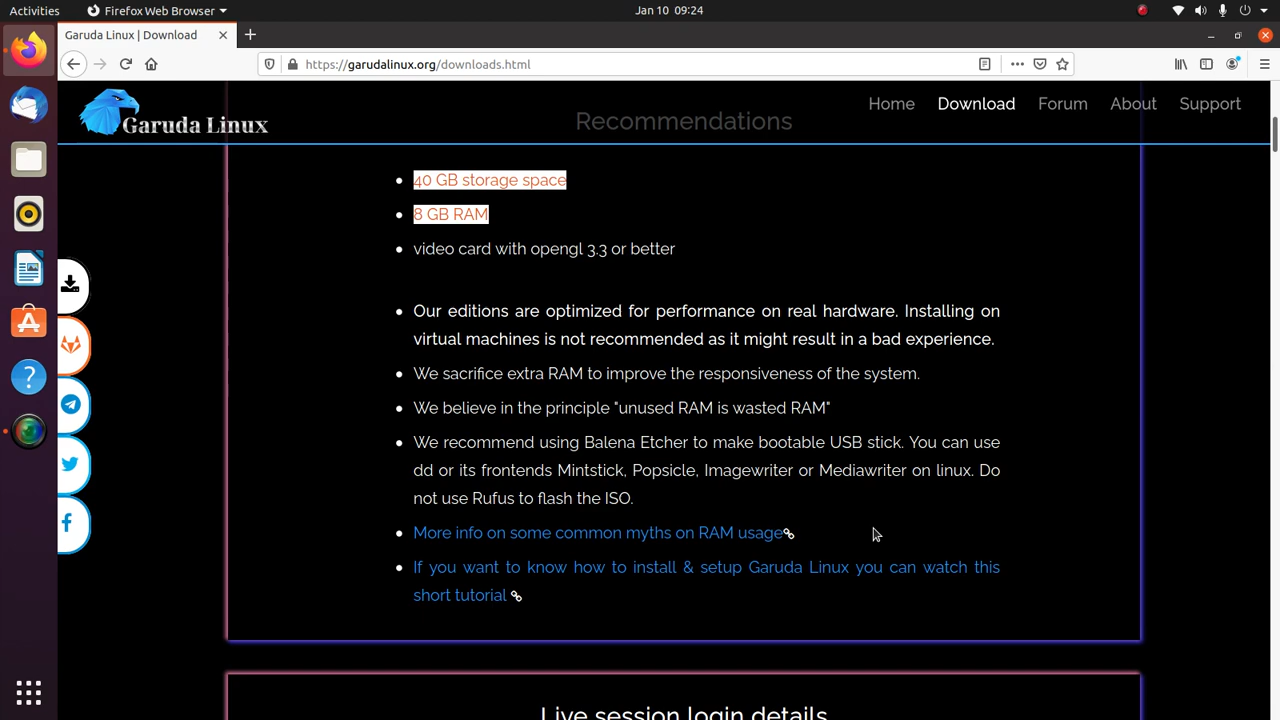 Activities
Firefox Web Browser
Jan 10 09:24
Garuda Linux | Download
https://garudalinux.org/downloads.html
Garuda Linux
Home Download Forum About Support
Recommendations
40 GB storage space
8 GB RAM
video card with opengl 3.3 or better
Our editions are optimized for performance on real hardware. Installing on
virtual machines is not recommended as it might result in a bad experience.
We sacrifice extra RAM to improve the responsiveness of the system.
We believe in the principle "unused RAM is wasted RAM"
We recommend using Balena Etcher to make bootable USB stick. You can use
dd or its frontends Mintstick, Popsicle, Imagewriter or Mediawriter on linux. Do
not use Rufus to flash the ISO.
More info on some common myths on RAM usage
If you want to know how to install & setup Garuda Linux you can watch this
short tutorial
Live session login details